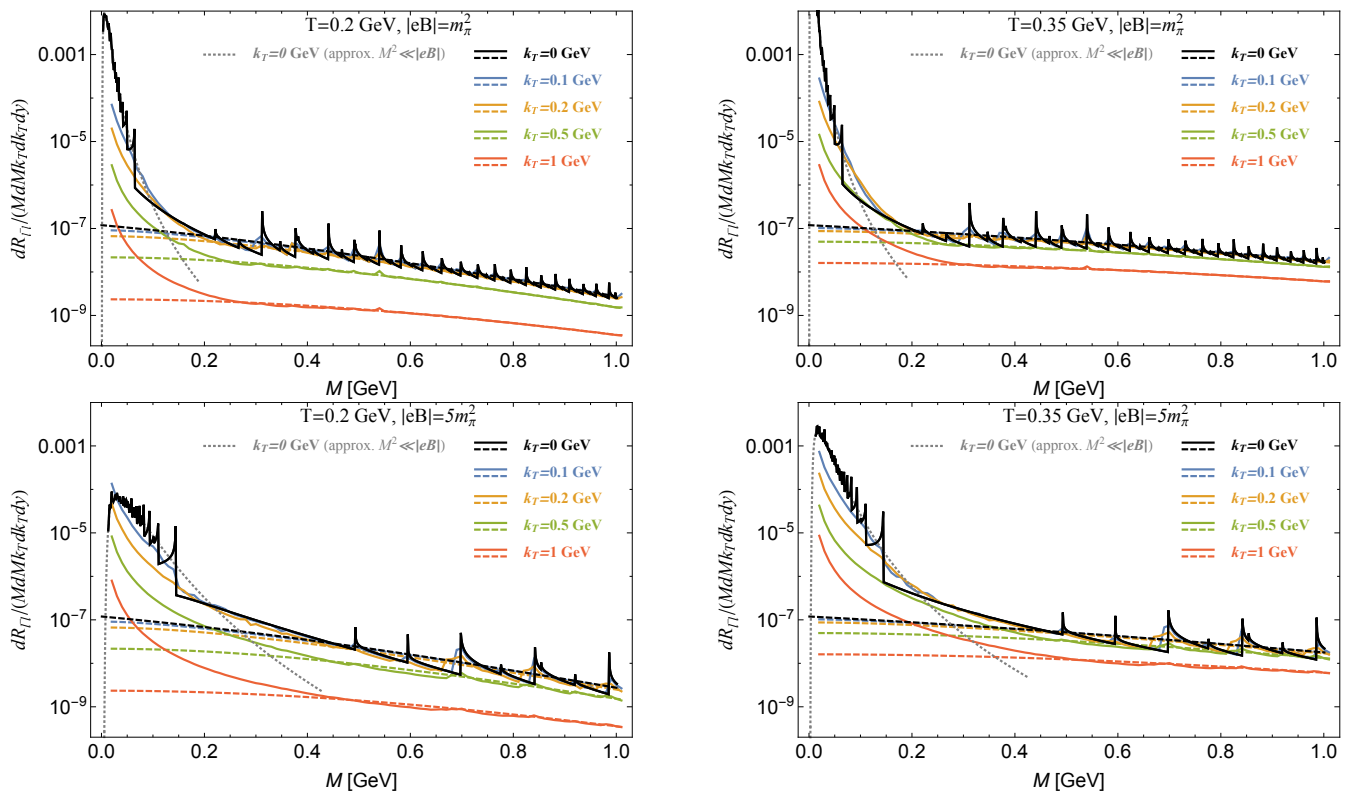 T=0.2 GeV, |eB|=m_π^2
k_T=0 GeV (approx. M^2≪|eB|)
k_T=0 GeV
k_T=0.1 GeV
k_T=0.2 GeV
k_T=0.5 GeV
k_T=1 GeV
dR_{l̄l}/(MdMk_Tdk_Tdy)
0.001
10^-5
10^-7
10^-9
0.0 0.2 0.4 0.6 0.8 1.0
M [GeV]
T=0.35 GeV, |eB|=m_π^2
k_T=0 GeV (approx. M^2≪|eB|)
k_T=0 GeV
k_T=0.1 GeV
k_T=0.2 GeV
k_T=0.5 GeV
k_T=1 GeV
dR_{l̄l}/(MdMk_Tdk_Tdy)
0.001
10^-5
10^-7
10^-9
0.0 0.2 0.4 0.6 0.8 1.0
M [GeV]
T=0.2 GeV, |eB|=5m_π^2
k_T=0 GeV (approx. M^2≪|eB|)
k_T=0 GeV
k_T=0.1 GeV
k_T=0.2 GeV
k_T=0.5 GeV
k_T=1 GeV
dR_{l̄l}/(MdMk_Tdk_Tdy)
0.001
10^-5
10^-7
10^-9
0.0 0.2 0.4 0.6 0.8 1.0
M [GeV]
T=0.35 GeV, |eB|=5m_π^2
k_T=0 GeV (approx. M^2≪|eB|)
k_T=0 GeV
k_T=0.1 GeV
k_T=0.2 GeV
k_T=0.5 GeV
k_T=1 GeV
dR_{l̄l}/(MdMk_Tdk_Tdy)
0.001
10^-5
10^-7
10^-9
0.0 0.2 0.4 0.6 0.8 1.0
M [GeV]